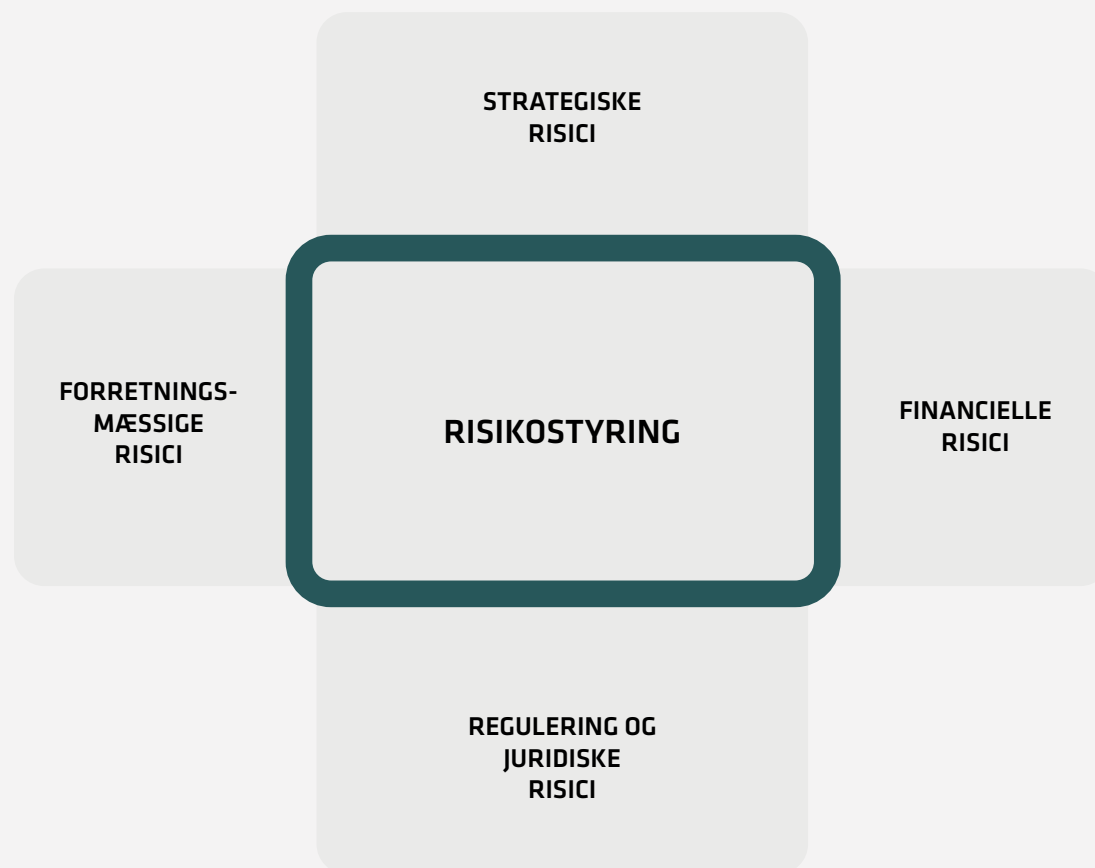 STRATEGISKE
RISICI
FORRETNINGS-
MÆSSIGE
RISICI
RISIKOSTYRING
FINANCIELLE
RISICI
REGULERING OG
JURIDISKE
RISICI